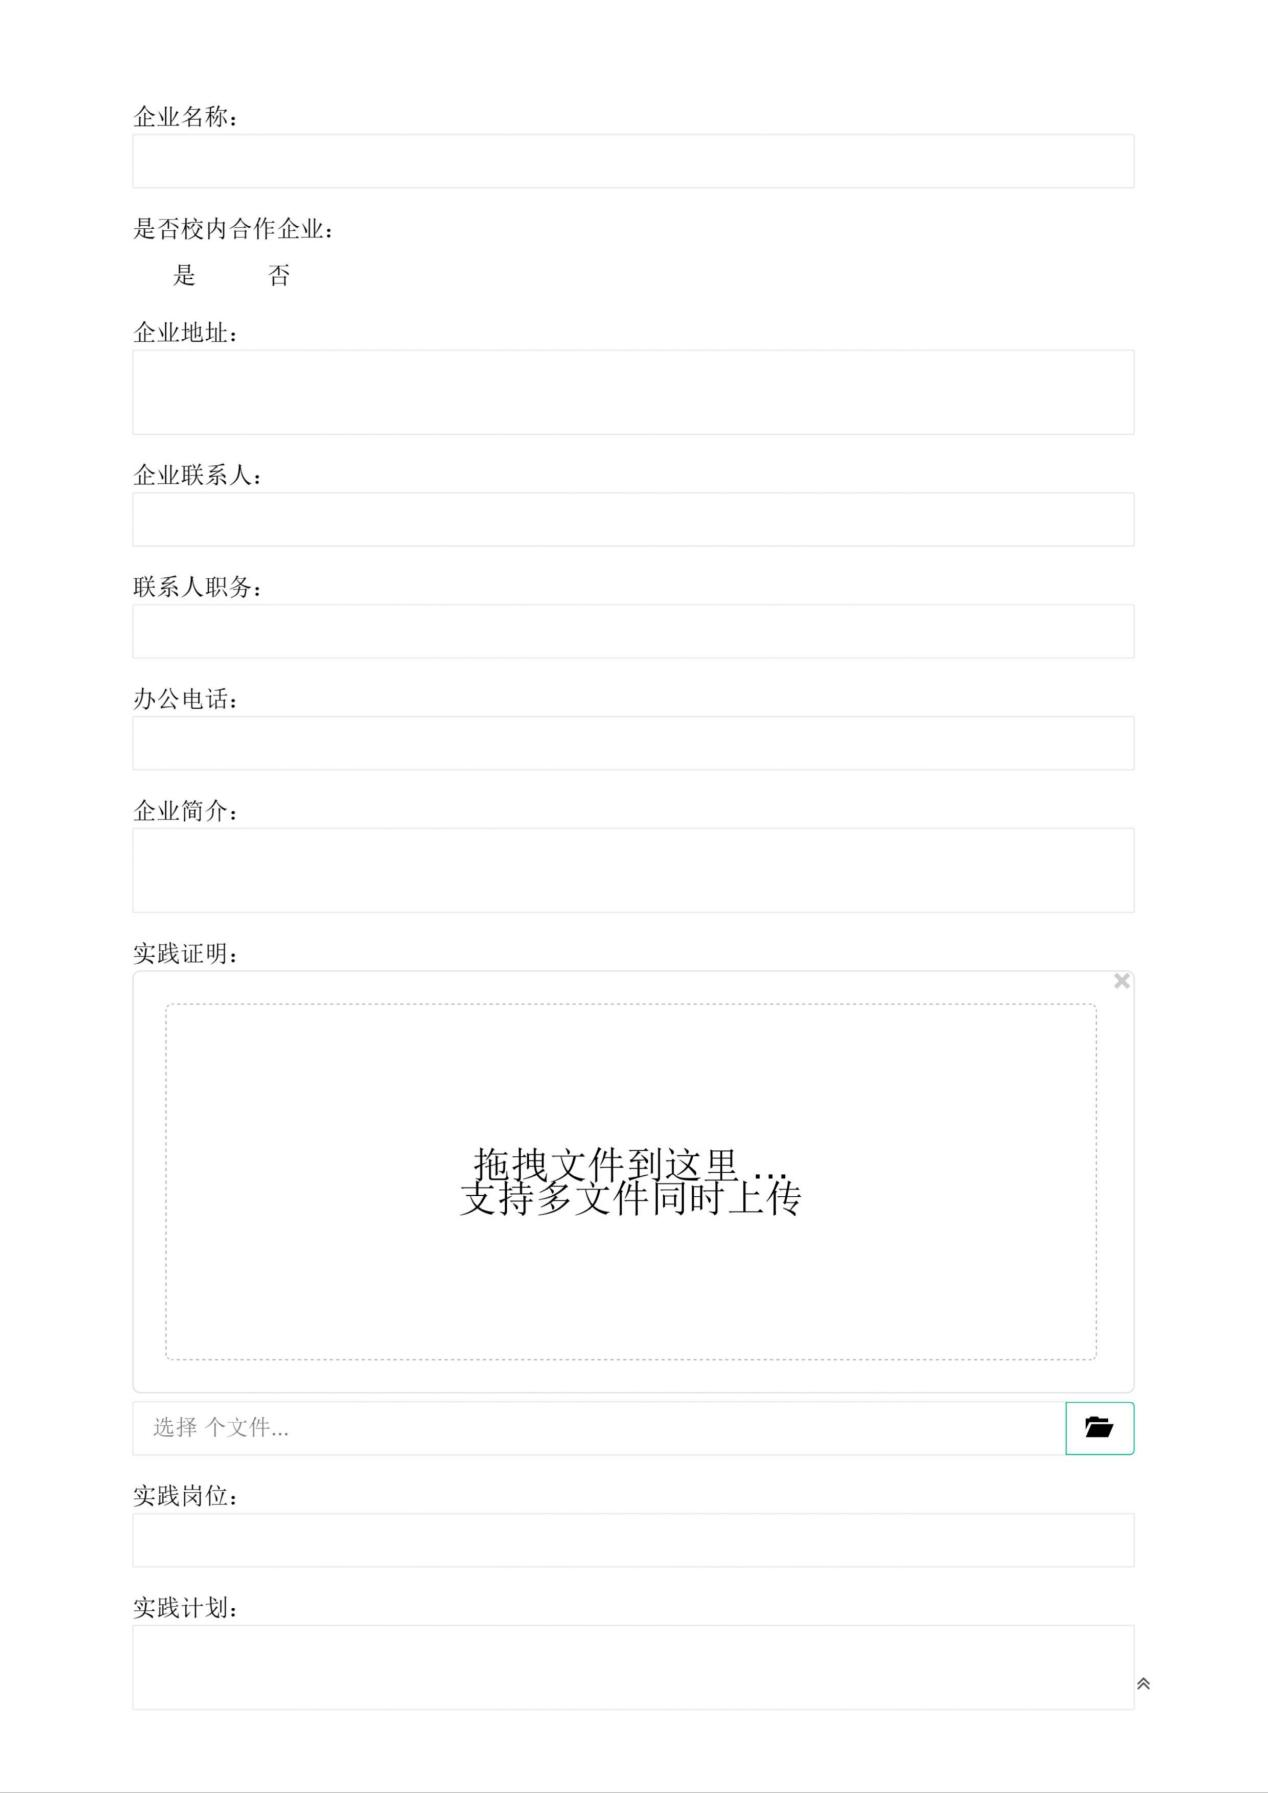 企业名称：
是否校内合作企业：
是 否
企业地址：
企业联系人：
联系人职务：
办公电话：
企业简介：
实践证明：
拖拽文件到这里 …
支持多文件同时上传
选择 个文件...
实践岗位：
实践计划：